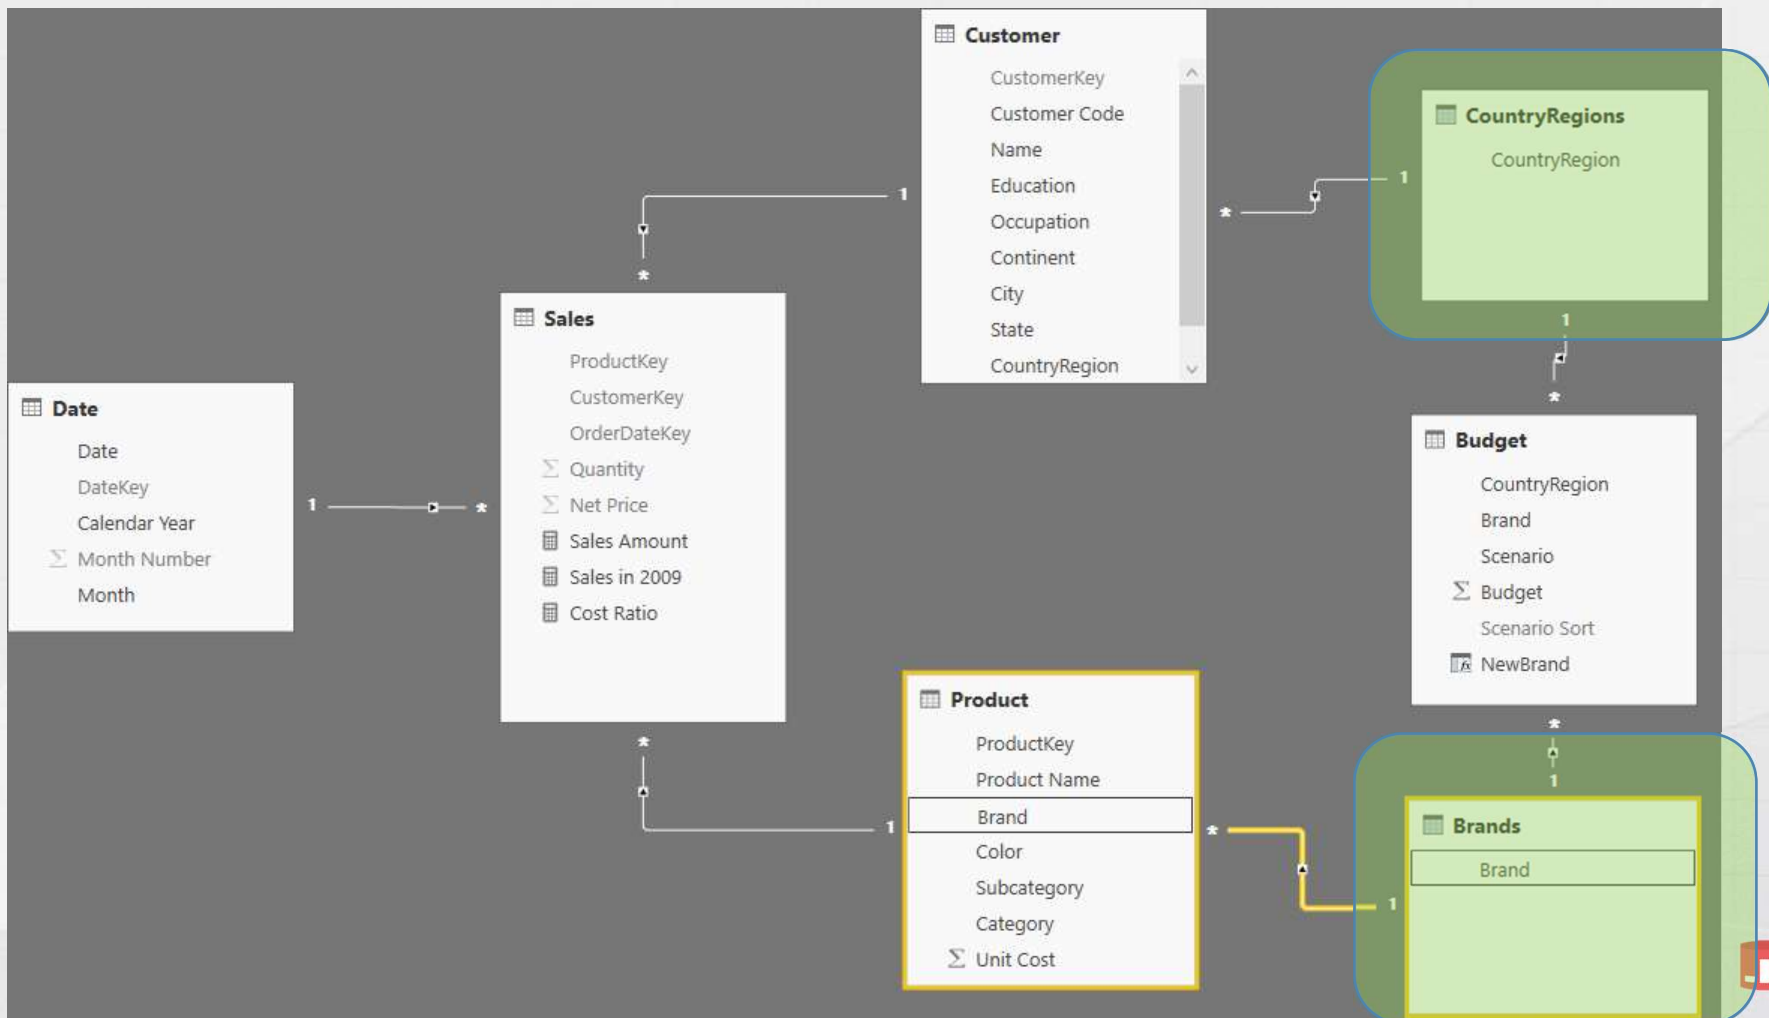 Customer
CustomerKey
Customer Code
Name
Education
Occupation
Continent
City
State
CountryRegion
CountryRegions
CountryRegion
1
*
1
*
1
*
Sales
ProductKey
CustomerKey
OrderDateKey
Σ Quantity
Σ Net Price
Sales Amount
Sales in 2009
Cost Ratio
Date
Date
DateKey
Calendar Year
Σ Month Number
Month
1
*
Budget
CountryRegion
Brand
Scenario
Σ Budget
Scenario Sort
fx NewBrand
*
1
Product
ProductKey
Product Name
Brand
Color
Subcategory
Category
Σ Unit Cost
*
1
*
1
Brands
Brand